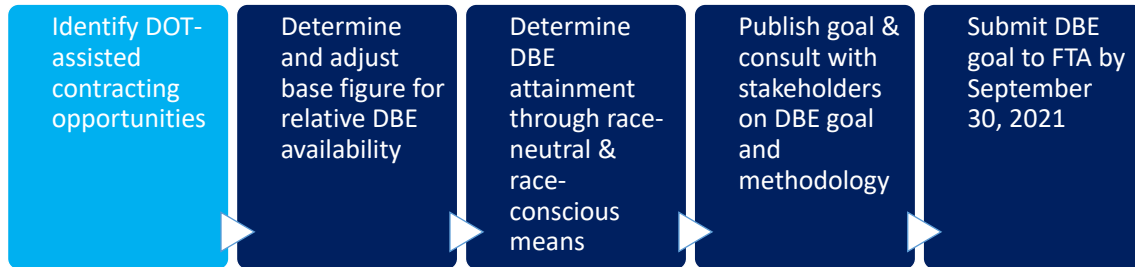 Identify DOT-
assisted
contracting
opportunities
Determine
and adjust
base figure for
relative DBE
availability
Determine
DBE
attainment
through race-
neutral &
race-
conscious
means
Publish goal &
consult with
stakeholders
on DBE goal
and
methodology
Submit DBE
goal to FTA by
September
30, 2021